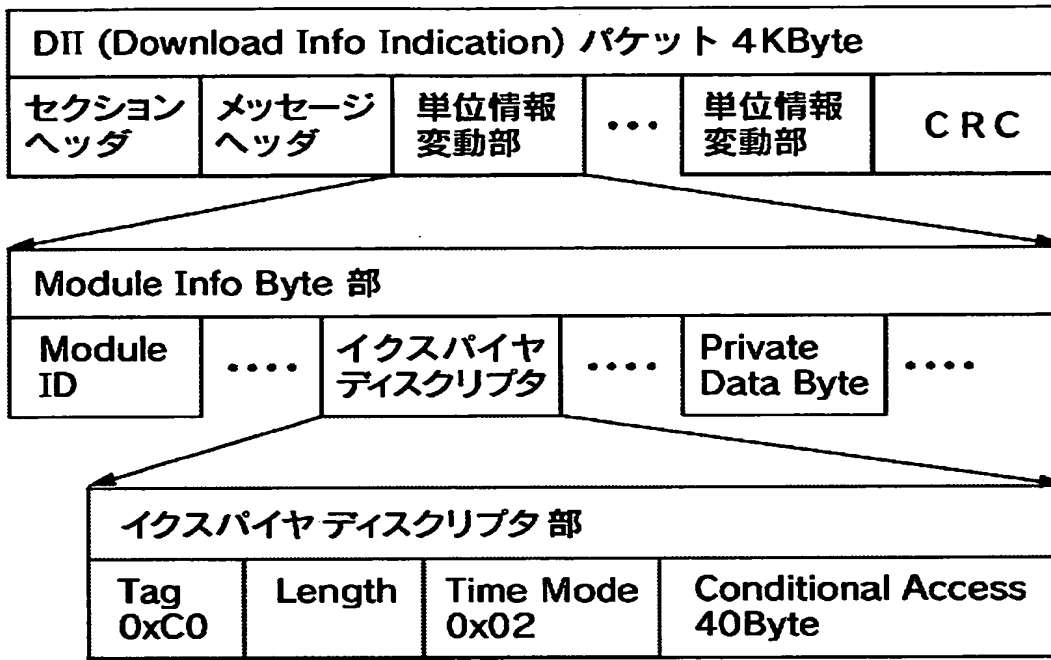 DII (Download Info Indication) パケット 4KByte
セクション
ヘッダ
メッセージ
ヘッダ
単位情報
変動部
・・・
単位情報
変動部
CRC
Module Info Byte 部
Module
ID
・・・・
イクスパイヤ
ディスクリプタ
・・・・
Private
Data Byte
・・・・
イクスパイヤ ディスクリプタ 部
Tag
0xC0
Length
Time Mode
0x02
Conditional Access
40Byte